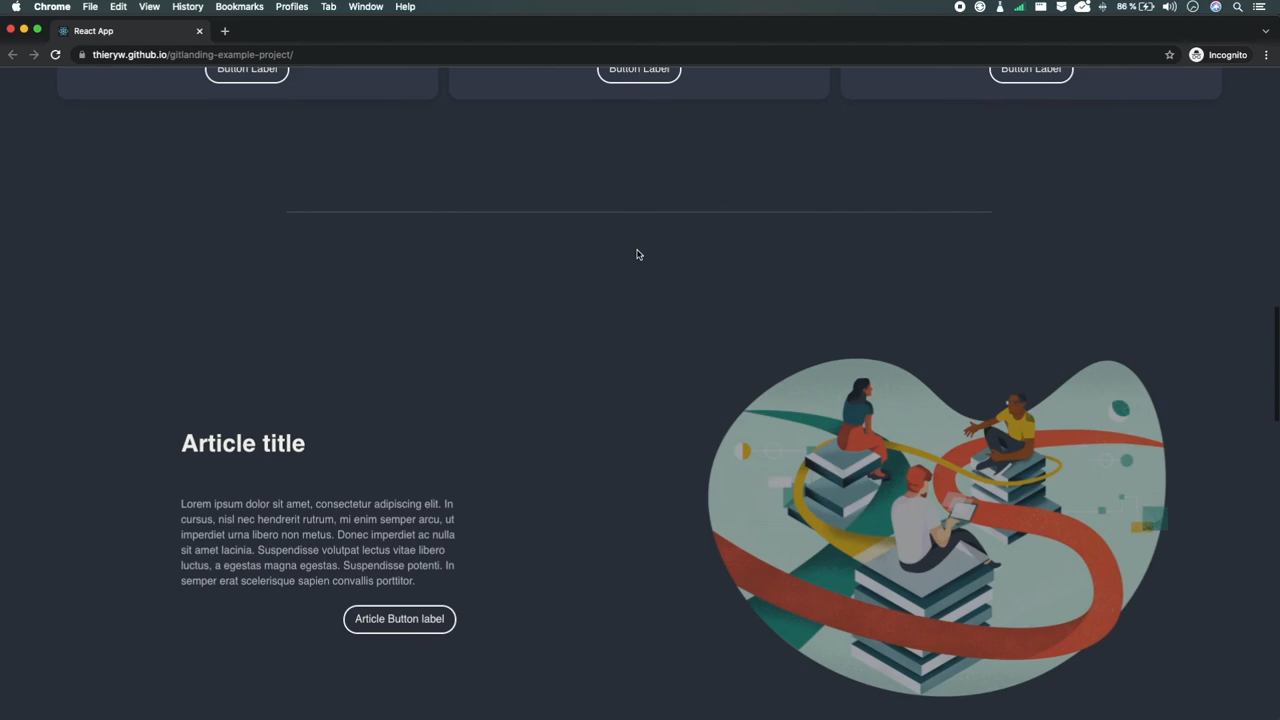 Chrome File Edit View History Bookmarks Profiles Tab Window Help 86 %
React App
thieryw.github.io/gitlanding-example-project/ Incognito
Button Label Button Label Button Label
Article title
Lorem ipsum dolor sit amet, consectetur adipiscing elit. In
cursus, nisl nec hendrerit rutrum, mi enim semper arcu, ut
imperdiet urna libero non metus. Donec imperdiet ac nulla
sit amet lacinia. Suspendisse volutpat lectus vitae libero
luctus, a egestas magna egestas. Suspendisse potenti. In
semper erat scelerisque sapien convallis porttitor.
Article Button label